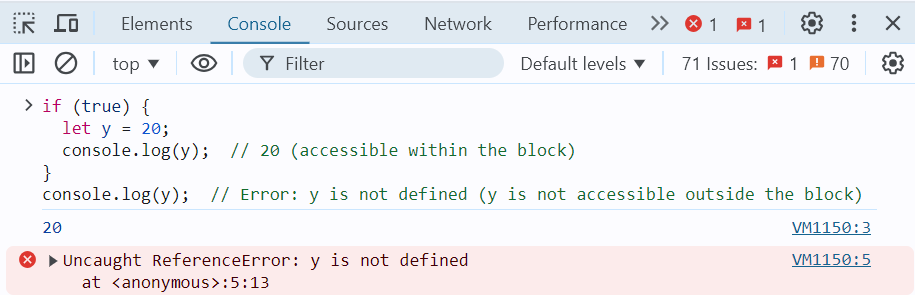 Elements Console Sources Network Performance 1 1
top Filter Default levels 71 Issues: 1 70
if (true) {
  let y = 20;
  console.log(y);  // 20 (accessible within the block)
}
console.log(y);  // Error: y is not defined (y is not accessible outside the block)
20 VM1150:3
Uncaught ReferenceError: y is not defined VM1150:5
    at <anonymous>:5:13